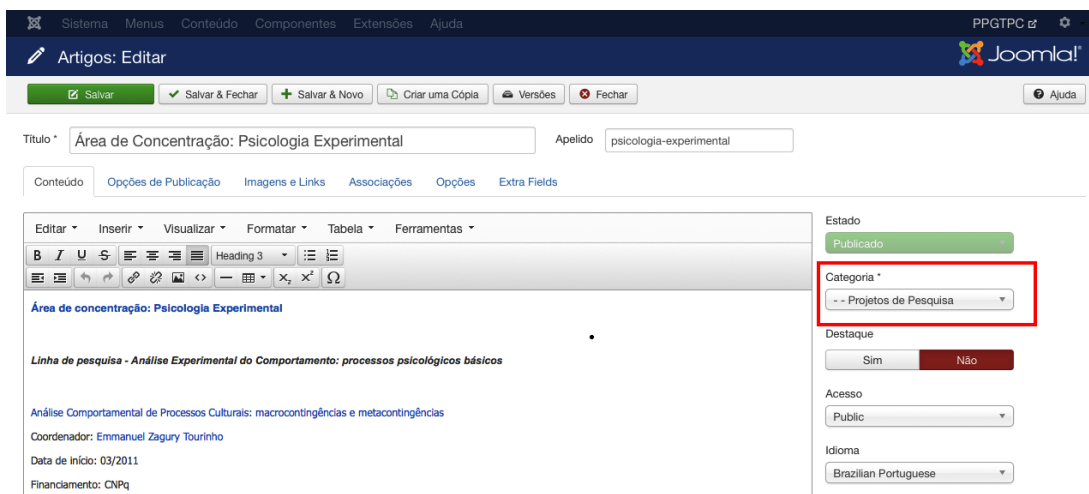 Sistema Menus Conteúdo Componentes Extensões Ajuda PPGTPC
Artigos: Editar Joomla!
Salvar Salvar & Fechar Salvar & Novo Criar uma Cópia Versões Fechar Ajuda
Título * Área de Concentração: Psicologia Experimental Apelido psicologia-experimental
Conteúdo Opções de Publicação Imagens e Links Associações Opções Extra Fields
Editar Inserir Visualizar Formatar Tabela Ferramentas
B I U S Heading 3
x₂ x² Ω
Área de concentração: Psicologia Experimental
Linha de pesquisa - Análise Experimental do Comportamento: processos psicológicos básicos
Análise Comportamental de Processos Culturais: macrocontingências e metacontingências
Coordenador: Emmanuel Zagury Tourinho
Data de início: 03/2011
Financiamento: CNPq
Estado
Publicado
Categoria *
- - Projetos de Pesquisa
Destaque
Sim Não
Acesso
Public
Idioma
Brazilian Portuguese